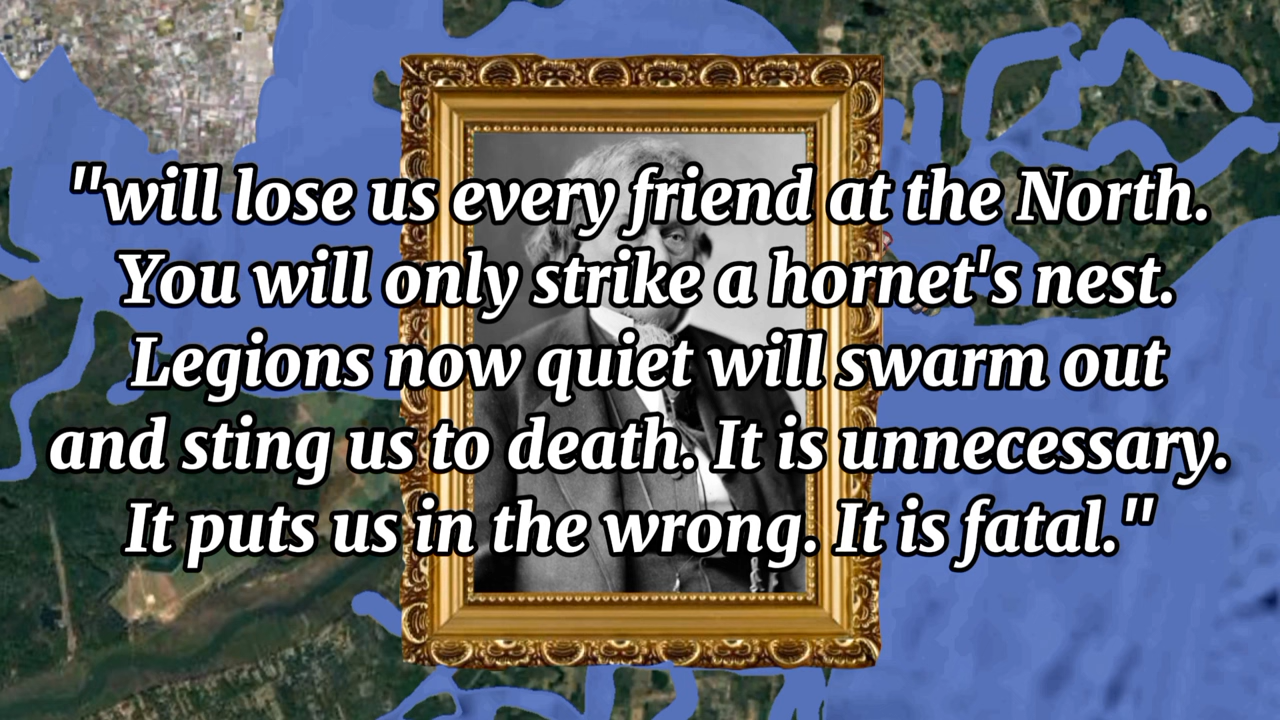 "will lose us every friend at the North.
You will only strike a hornet's nest.
Legions now quiet will swarm out
and sting us to death. It is unnecessary.
It puts us in the wrong. It is fatal."